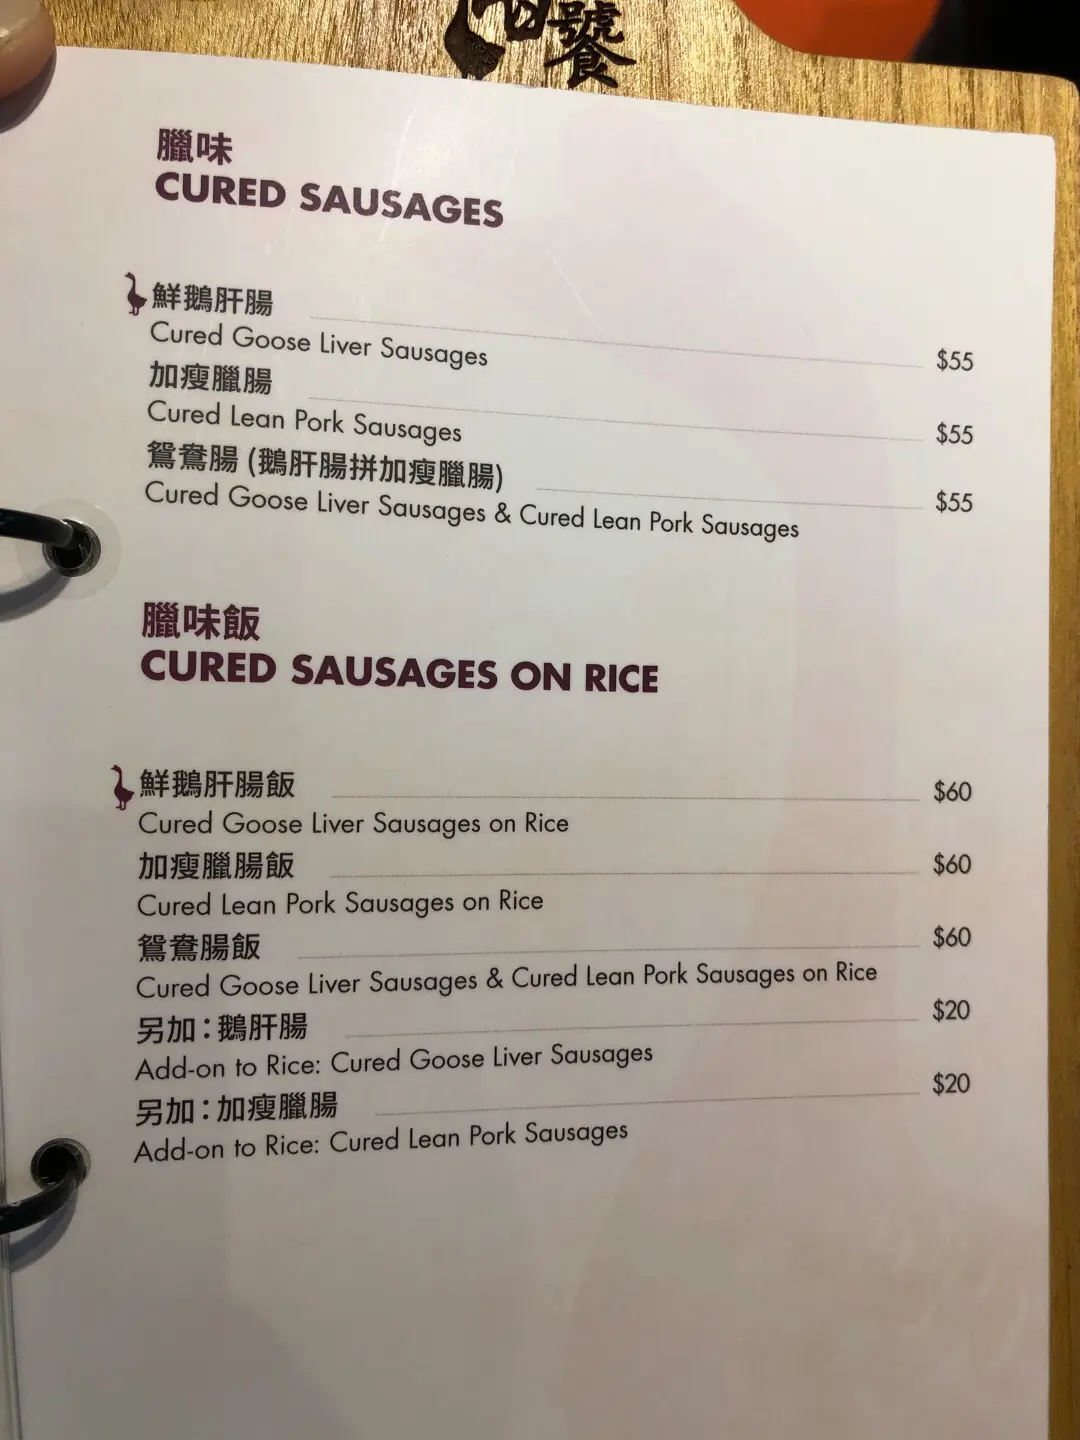 饕
臘味
CURED SAUSAGES
鮮鵝肝腸
Cured Goose Liver Sausages $55
加瘦臘腸
Cured Lean Pork Sausages $55
鴛鴦腸 (鵝肝腸拼加瘦臘腸)
Cured Goose Liver Sausages & Cured Lean Pork Sausages $55
臘味飯
CURED SAUSAGES ON RICE
鮮鵝肝腸飯 $60
Cured Goose Liver Sausages on Rice
加瘦臘腸飯 $60
Cured Lean Pork Sausages on Rice
鴛鴦腸飯 $60
Cured Goose Liver Sausages & Cured Lean Pork Sausages on Rice
另加：鵝肝腸 $20
Add-on to Rice: Cured Goose Liver Sausages
另加：加瘦臘腸 $20
Add-on to Rice: Cured Lean Pork Sausages